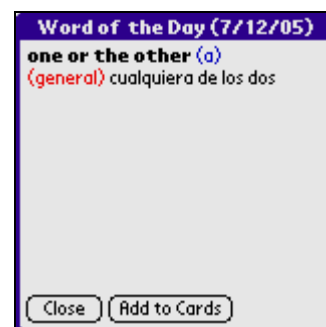 Word of the Day (7/12/05)
one or the other (a)
(general) cualquiera de los dos
Close Add to Cards